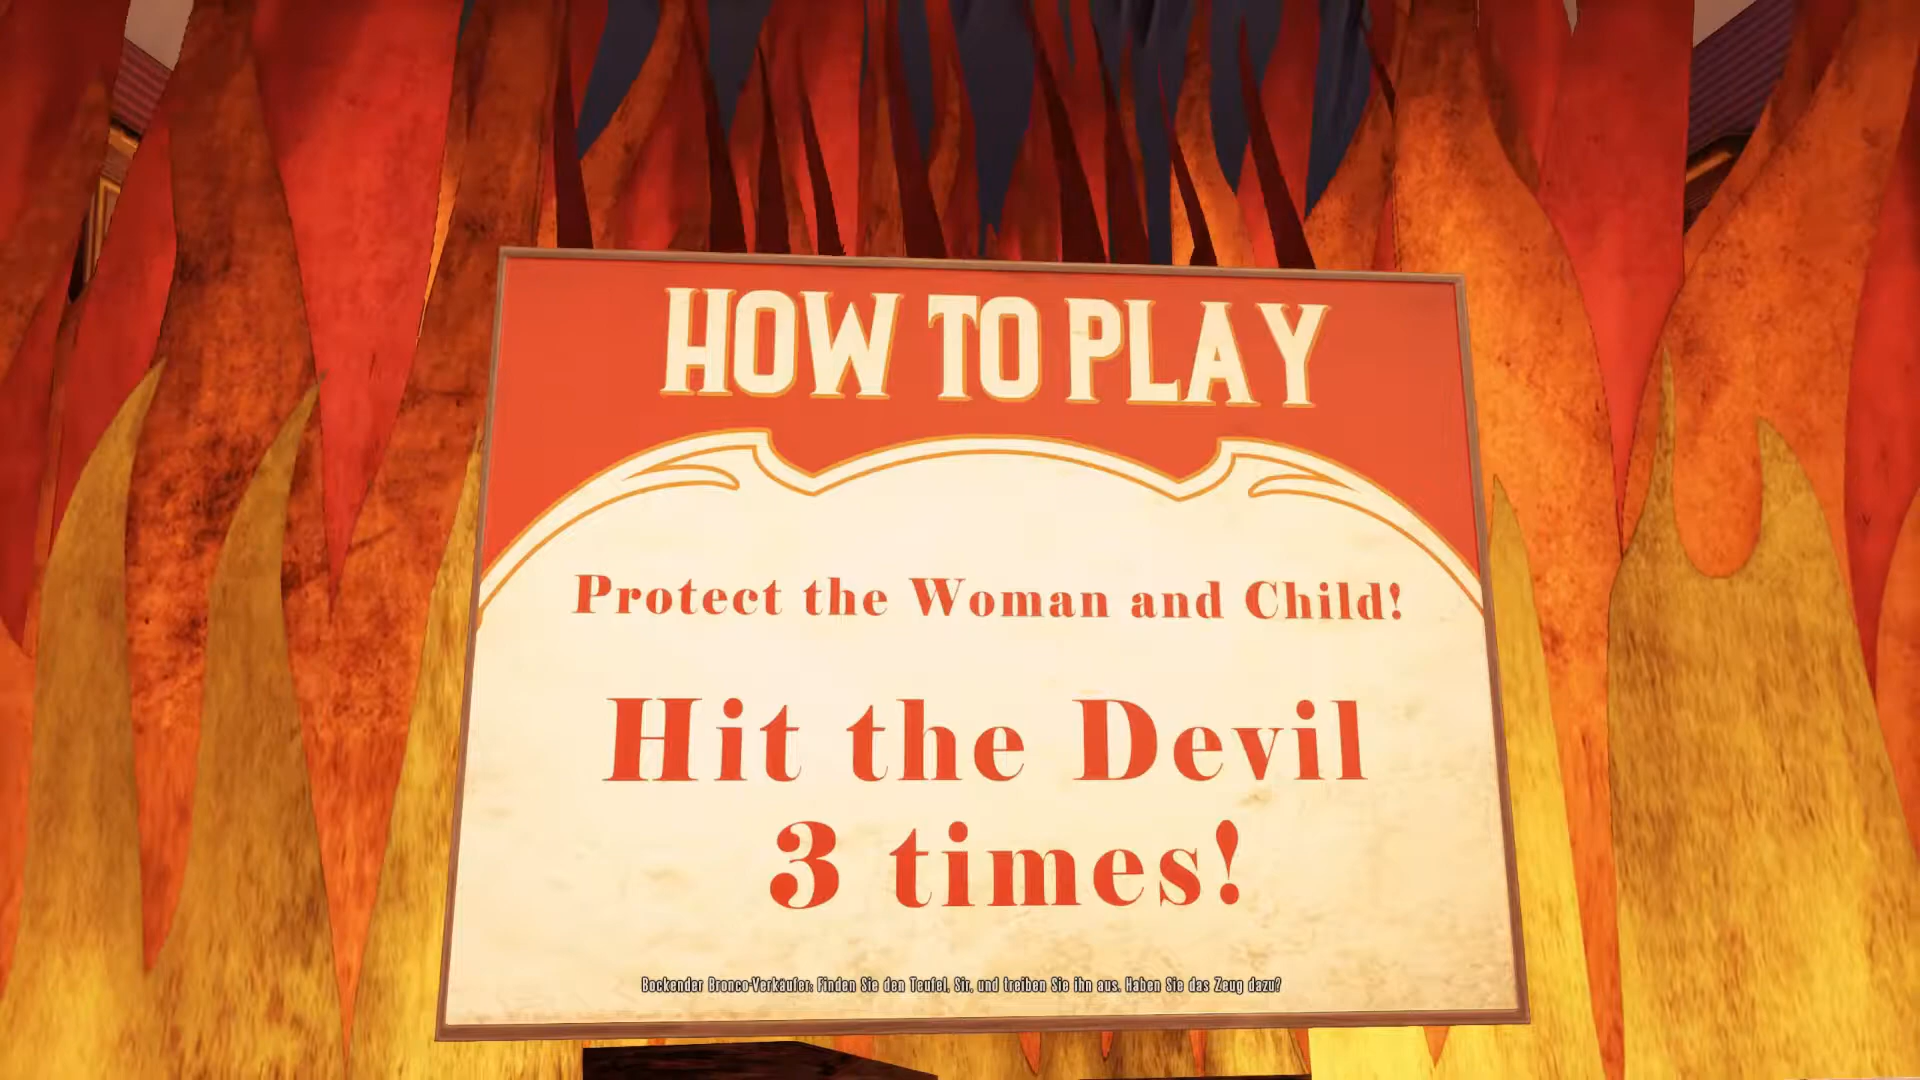 HOW TO PLAY
Protect the Woman and Child!
Hit the Devil
3 times!
Bockender Bronco-Verkäufer: Finden Sie den Teufel, Sir, und treiben Sie ihn aus. Haben Sie das Zeug dazu?